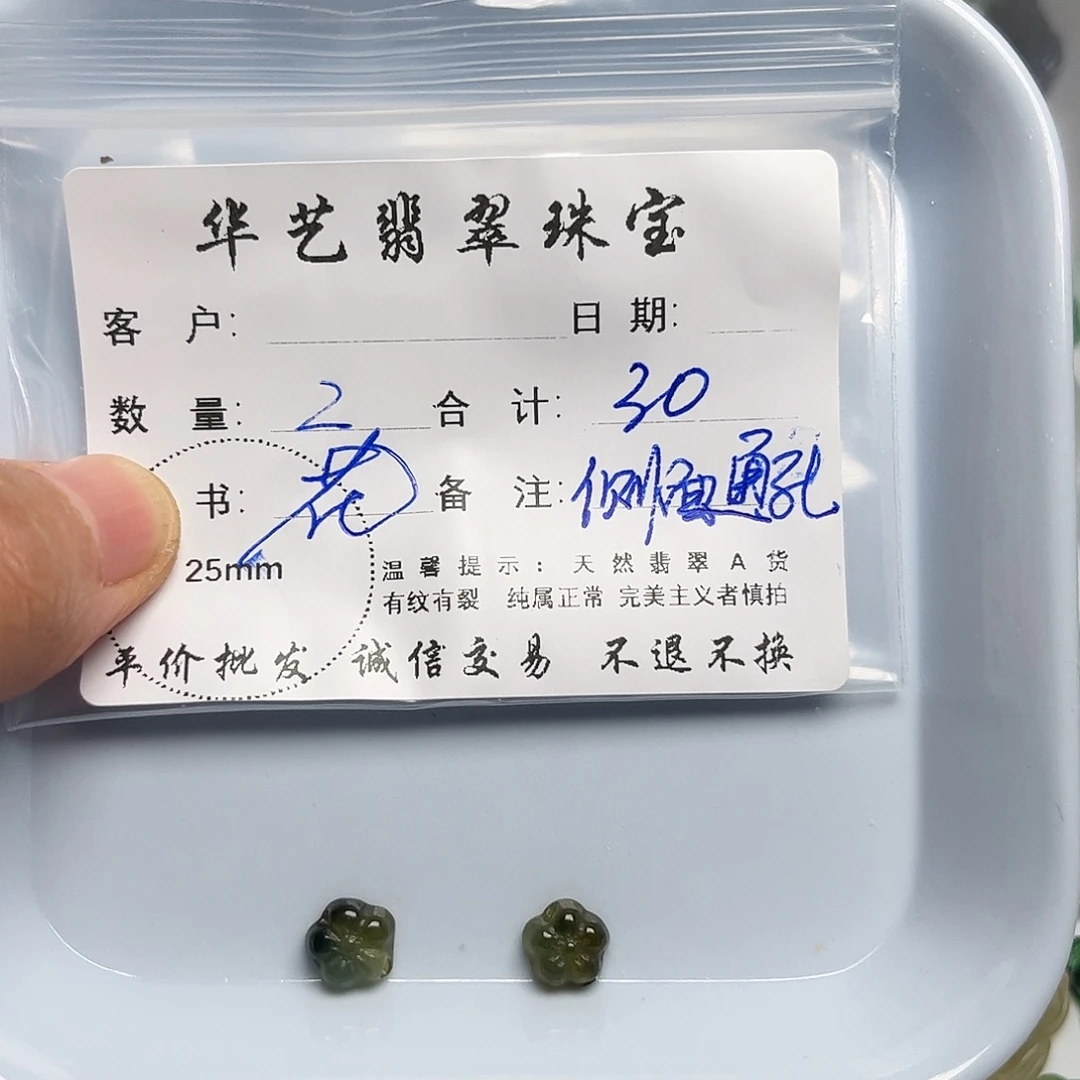 华艺翡翠珠宝
客 户: 日 期:
数 量: 2 合 计: 30
书: 花 备 注: 侧面通孔
25mm 温馨提示:天然翡翠A货
有纹有裂 纯属正常 完美主义者慎拍
平价批发 诚信交易 不退不换